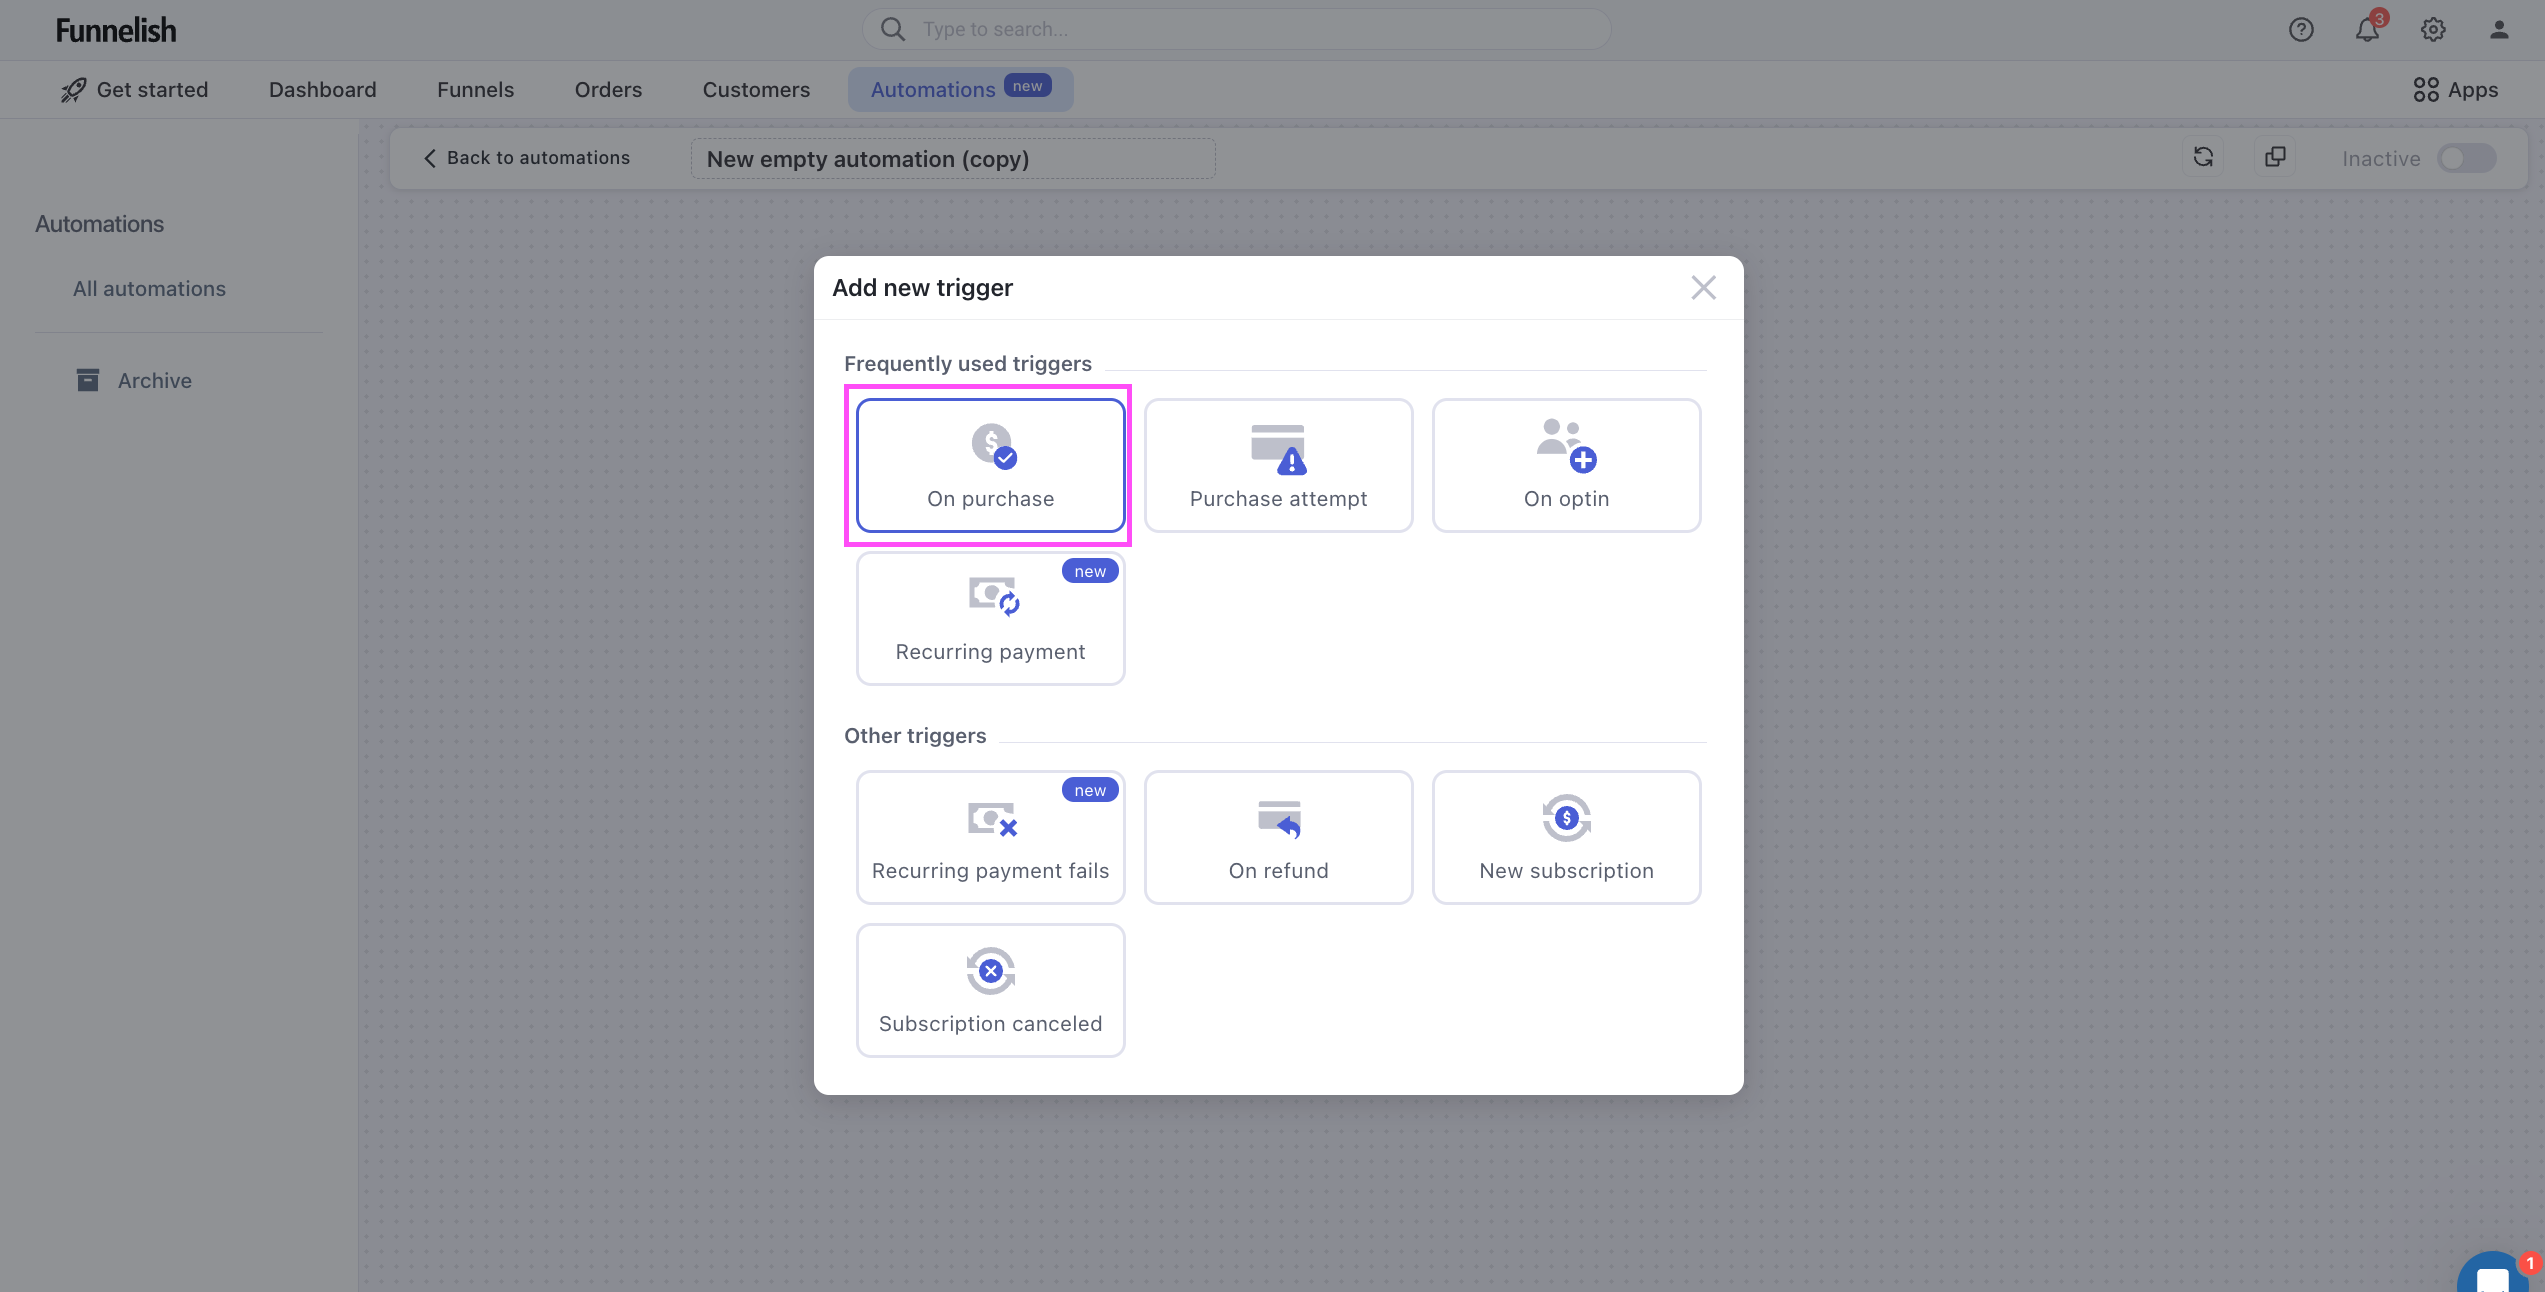 Funnelish
Type to search...
3
Get started
Dashboard
Funnels
Orders
Customers
Automations
new
Apps
Back to automations
New empty automation (copy)
Inactive
Automations
All automations
Archive
Add new trigger
Frequently used triggers
On purchase
Purchase attempt
On optin
new
Recurring payment
Other triggers
new
Recurring payment fails
On refund
New subscription
Subscription canceled
1